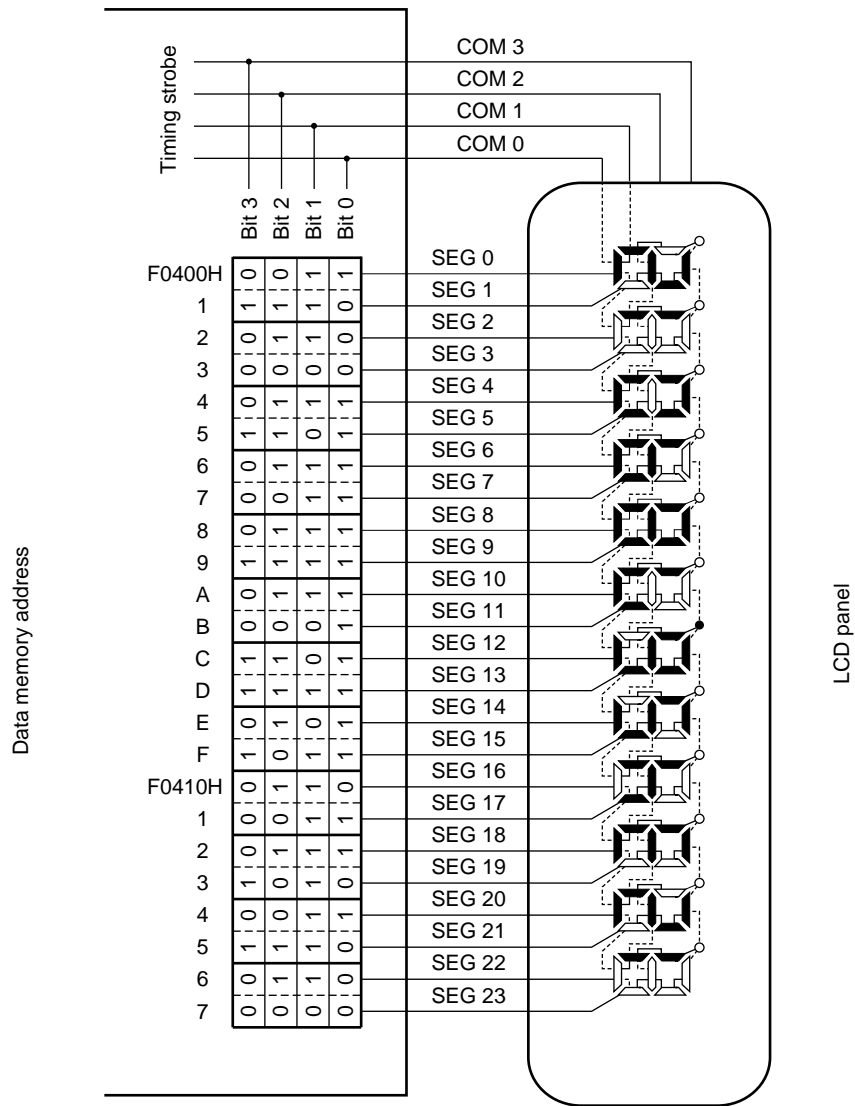 Timing strobe
COM 3
COM 2
COM 1
COM 0
Bit 3 Bit 2 Bit 1 Bit 0
F0400H 0 0 1 1 SEG 0
1 1 1 1 0 SEG 1
2 0 1 1 0 SEG 2
3 0 0 0 0 SEG 3
4 0 1 1 1 SEG 4
5 1 1 0 1 SEG 5
6 0 1 1 1 SEG 6
7 0 0 1 1 SEG 7
8 0 1 1 1 SEG 8
9 1 1 1 1 SEG 9
A 0 1 1 1 SEG 10
B 0 0 0 1 SEG 11
C 1 1 0 1 SEG 12
D 1 1 1 1 SEG 13
E 0 1 0 1 SEG 14
F 1 0 1 1 SEG 15
F0410H 0 1 1 0 SEG 16
1 0 0 1 1 SEG 17
2 0 1 1 1 SEG 18
3 1 0 1 0 SEG 19
4 0 0 1 1 SEG 20
5 1 1 1 0 SEG 21
6 0 1 1 0 SEG 22
7 0 0 0 0 SEG 23
Data memory address
LCD panel